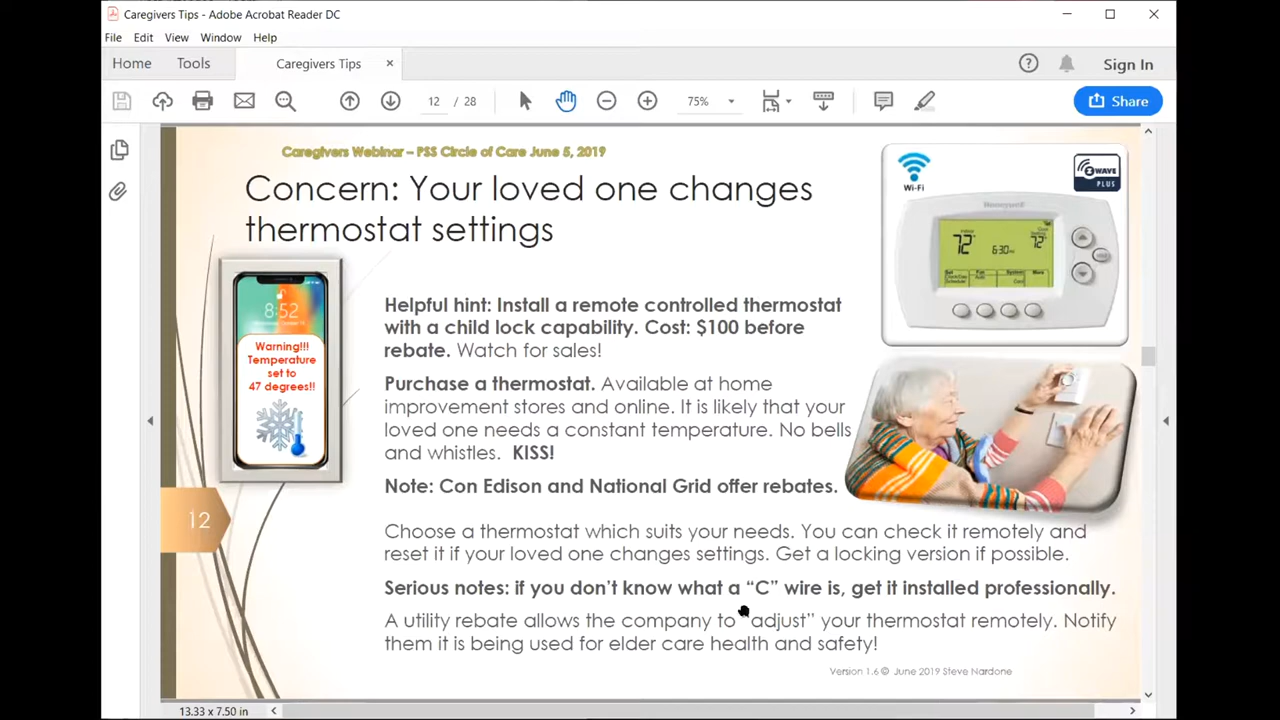 Caregivers Tips - Adobe Acrobat Reader DC
File Edit View Window Help
Home Tools Caregivers Tips × Sign In
12 / 28 75% Share
Caregivers Webinar – PSS Circle of Care June 5, 2019
Concern: Your loved one changes
thermostat settings
Wi-Fi
Z-WAVE
PLUS
Honeywell
72 6:30 72
8:52
Warning!!!
Temperature
set to
47 degrees!!
Helpful hint: Install a remote controlled thermostat
with a child lock capability. Cost: $100 before
rebate. Watch for sales!
Purchase a thermostat. Available at home
improvement stores and online. It is likely that your
loved one needs a constant temperature. No bells
and whistles. KISS!
Note: Con Edison and National Grid offer rebates.
12
Choose a thermostat which suits your needs. You can check it remotely and
reset it if your loved one changes settings. Get a locking version if possible.
Serious notes: if you don't know what a “C” wire is, get it installed professionally.
A utility rebate allows the company to “adjust” your thermostat remotely. Notify
them it is being used for elder care health and safety!
Version 1.6 © June 2019 Steve Nardone
13.33 x 7.50 in